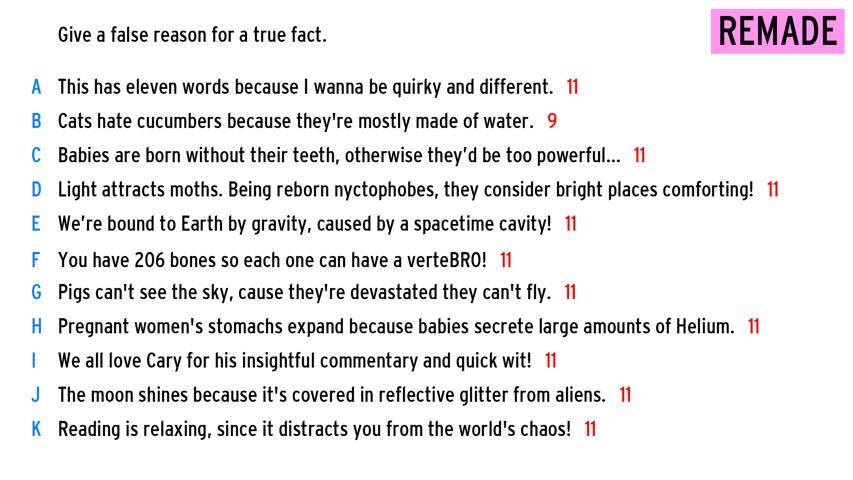 Give a false reason for a true fact.
REMADE
A This has eleven words because I wanna be quirky and different. 11
B Cats hate cucumbers because they're mostly made of water. 9
C Babies are born without their teeth, otherwise they’d be too powerful... 11
D Light attracts moths. Being reborn nyctophobes, they consider bright places comforting! 11
E We’re bound to Earth by gravity, caused by a spacetime cavity! 11
F You have 206 bones so each one can have a verteBRO! 11
G Pigs can't see the sky, cause they're devastated they can't fly. 11
H Pregnant women's stomachs expand because babies secrete large amounts of Helium. 11
I We all love Cary for his insightful commentary and quick wit! 11
J The moon shines because it's covered in reflective glitter from aliens. 11
K Reading is relaxing, since it distracts you from the world's chaos! 11